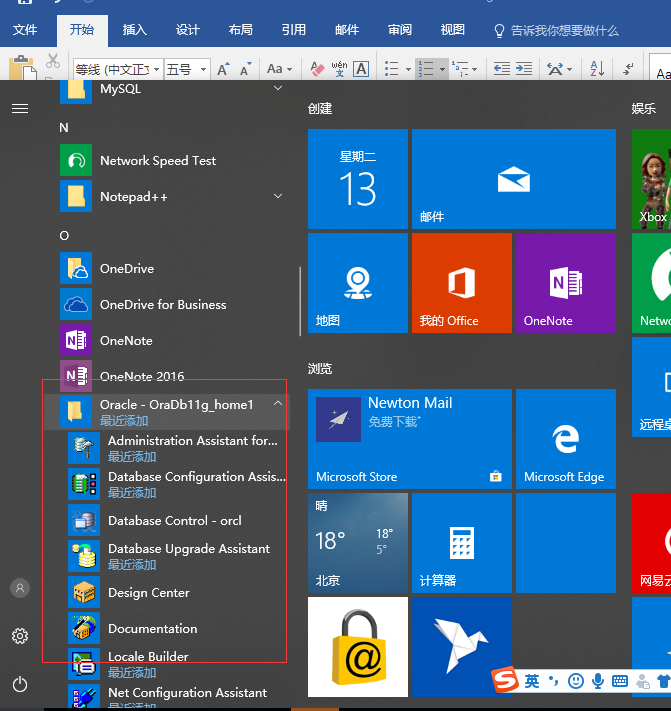 文件 开始 插入 设计 布局 引用 邮件 审阅 视图 告诉我你想要做什么
等线 (中文正 五号 A A Aa wén 文 A
MySQL
N
Network Speed Test
Notepad++
O
OneDrive
OneDrive for Business
OneNote
OneNote 2016
Oracle - OraDb11g_home1
最近添加
Administration Assistant for...
最近添加
Database Configuration Assis...
最近添加
Database Control - orcl
Database Upgrade Assistant
最近添加
Design Center
Documentation
Locale Builder
最近添加
Net Configuration Assistant
最近添加
创建
星期二
13
邮件
地图
我的 Office
OneNote
浏览
Newton Mail
免费下载*
Microsoft Store
Microsoft Edge
晴
18°
18°
5°
北京
计算器
娱乐
Xbox
Netwo
远程桌
网易云
S 英